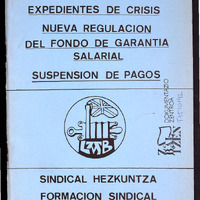 EXPEDIENTES DE CRISIS
NUEVA REGULACION
DEL FONDO DE GARANTIA
SALARIAL
SUSPENSION DE PAGOS
LAB
SINDICAL HEZKUNTZA
FORMACION SINDICAL